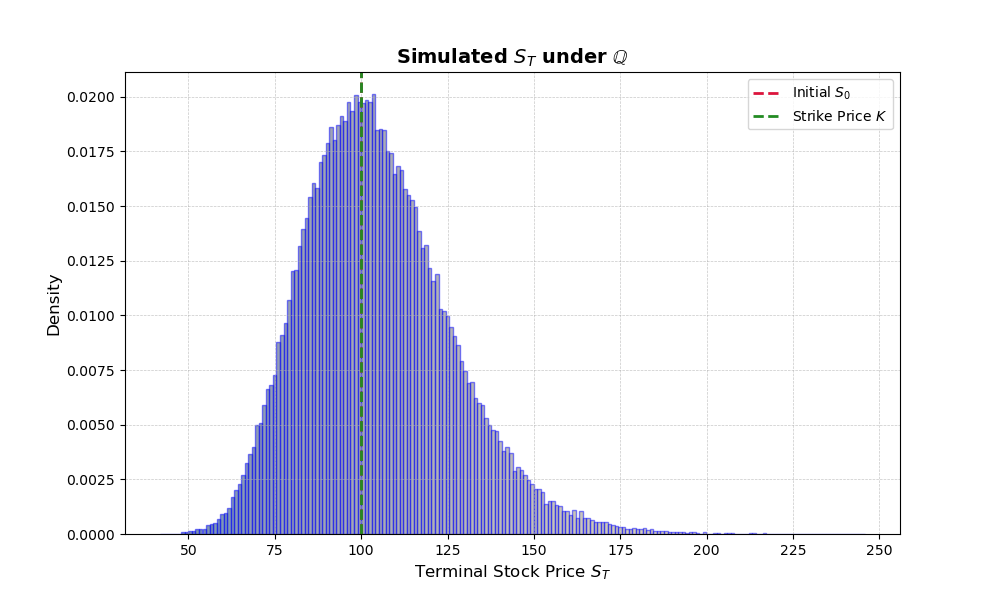 Simulated S_T under ℚ
Initial S_0
Strike Price K
Density
0.0200
0.0175
0.0150
0.0125
0.0100
0.0075
0.0050
0.0025
0.0000
50 75 100 125 150 175 200 225 250
Terminal Stock Price S_T